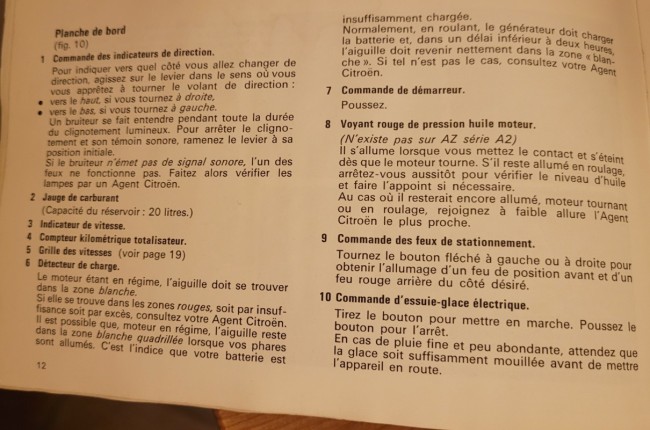 Planche de bord
(fig. 10)
1 Commande des indicateurs de direction.
Pour indiquer vers quel côté vous allez changer de
direction, agissez sur le levier dans le sens où vous
vous apprêtez à tourner le volant de direction :
• vers le haut, si vous tournez à droite,
• vers le bas, si vous tournez à gauche.
Un bruiteur se fait entendre pendant toute la durée
du clignotement lumineux. Pour arrêter le cligno-
tement et son témoin sonore, ramenez le levier à sa
position initiale.
Si le bruiteur n'émet pas de signal sonore, l'un des
feux ne fonctionne pas. Faites alors vérifier les
lampes par un Agent Citroën.
2 Jauge de carburant
(Capacité du réservoir : 20 litres.)
3 Indicateur de vitesse.
4 Compteur kilométrique totalisateur.
5 Grille des vitesses (voir page 19)
6 Détecteur de charge.
Le moteur étant en régime, l'aiguille doit se trouver
dans la zone blanche.
Si elle se trouve dans les zones rouges, soit par insuf-
fisance soit par excès, consultez votre Agent Citroën.
Il est possible que, moteur en régime, l'aiguille reste
dans la zone blanche quadrillée lorsque vos phares
sont allumés. C'est l'indice que votre batterie est
12
insuffisamment chargée.
Normalement, en roulant, le générateur doit charger
la batterie et, dans un délai inférieur à deux heures,
l'aiguille doit revenir nettement dans la zone « blan-
che ». Si tel n'est pas le cas, consultez votre Agent
Citroën.
7 Commande de démarreur.
Poussez.
8 Voyant rouge de pression huile moteur.
(N'existe pas sur AZ série A2)
Il s'allume lorsque vous mettez le contact et s'éteint
dès que le moteur tourne. S'il reste allumé en roulage,
arrêtez-vous aussitôt pour vérifier le niveau d'huile
et faire l'appoint si nécessaire.
Au cas où il resterait encore allumé, moteur tournant
ou en roulage, rejoignez à faible allure l'Agent
Citroën le plus proche.
9 Commande des feux de stationnement.
Tournez le bouton fléché à gauche ou à droite pour
obtenir l'allumage d'un feu de position avant et d'un
feu rouge arrière du côté désiré.
10 Commande d'essuie-glace électrique.
Tirez le bouton pour mettre en marche. Poussez le
bouton pour l'arrêt.
En cas de pluie fine et peu abondante, attendez que
la glace soit suffisamment mouillée avant de mettre
l'appareil en route.